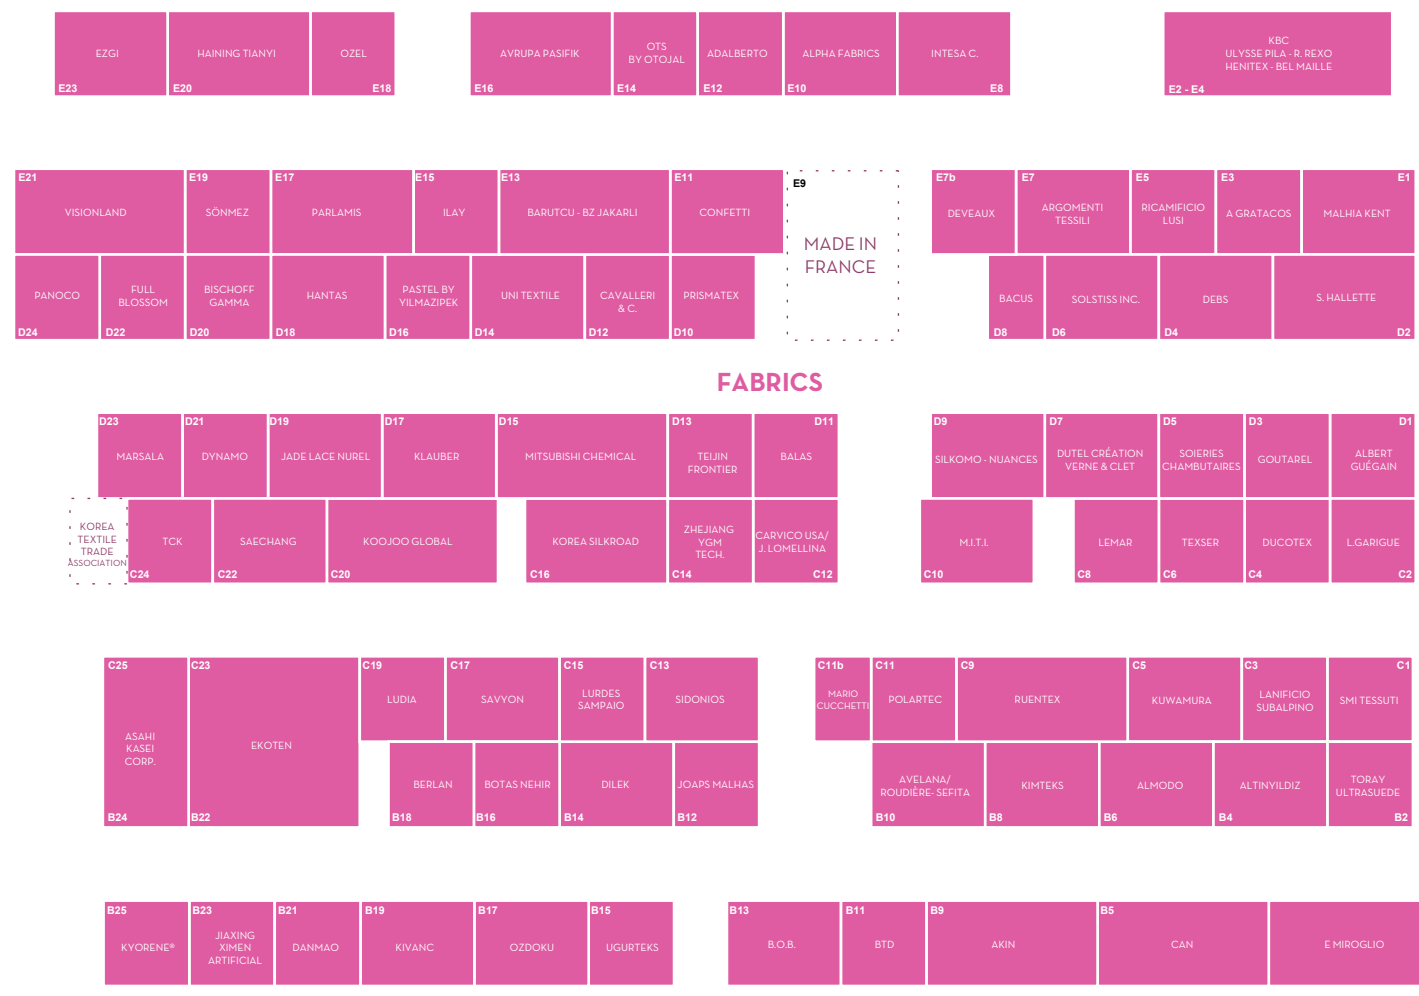 EZGI
E23
HAINING TIANYI
E20
OZEL
E18
AVRUPA PASIFIK
E16
OTS
BY OTOJAL
E14
ADALBERTO
E12
ALPHA FABRICS
E10
INTESA C.
E8
KBC
ULYSSE PILA - R. REXO
HENITEX - BEL MAILLE
E2 - E4
E21
VISIONLAND
E19
SÖNMEZ
E17
PARLAMIS
E15
ILAY
E13
BARUTCU - BZ JAKARLI
E11
CONFETTI
E9
MADE IN
FRANCE
E7b
DEVEAUX
E7
ARGOMENTI
TESSILI
E5
RICAMIFICIO
LUSI
E3
A GRATACOS
E1
MALHIA KENT
PANOCO
D24
FULL
BLOSSOM
D22
BISCHOFF
GAMMA
D20
HANTAS
D18
PASTEL BY
YILMAZIPEK
D16
UNI TEXTILE
D14
CAVALLERI
& C.
D12
PRISMATEX
D10
BACUS
D8
SOLSTISS INC.
D6
DEBS
D4
S. HALLETTE
D2
FABRICS
D23
MARSALA
D21
DYNAMO
D19
JADE LACE NUREL
D17
KLAUBER
D15
MITSUBISHI CHEMICAL
D13
TEIJIN
FRONTIER
D11
BALAS
D9
SILKOMO - NUANCES
D7
DUTEL CRÉATION
VERNE & CLET
D5
SOIERIES
CHAMBUTAIRES
D3
GOUTAREL
D1
ALBERT
GUÉGAIN
KOREA
TEXTILE
TRADE
ASSOCIATION
TCK
C24
SAECHANG
C22
KOOJOO GLOBAL
C20
KOREA SILKROAD
C16
ZHEJIANG
YGM
TECH.
C14
CARVICO USA/
J. LOMELLINA
C12
M.I.T.I.
C10
LEMAR
C8
TEXSER
C6
DUCOTEX
C4
L.GARIGUE
C2
C25
ASAHI
KASEI
CORP.
B24
C23
EKOTEN
B22
C19
LUDIA
C17
SAVYON
C15
LURDES
SAMPAIO
C13
SIDONIOS
C11b
MARIO
CUCCHETTI
C11
POLARTEC
C9
RUENTEX
C5
KUWAMURA
C3
LANIFICIO
SUBALPINO
C1
SMI TESSUTI
BERLAN
B18
BOTAS NEHIR
B16
DILEK
B14
JOAPS MALHAS
B12
AVELANA/
ROUDIÈRE- SEFITA
B10
KIMTEKS
B8
ALMODO
B6
ALTINYILDIZ
B4
TORAY
ULTRASUEDE
B2
B25
KYORENE®
B23
JIAXING
XIMEN
ARTIFICIAL
B21
DANMAO
B19
KIVANC
B17
OZDOKU
B15
UGURTEKS
B13
B.O.B.
B11
BTD
B9
AKIN
B5
CAN
E MIROGLIO